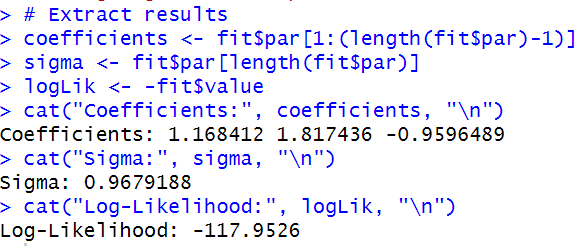 > # Extract results
> coefficients <- fit$par[1:(length(fit$par)-1)]
> sigma <- fit$par[length(fit$par)]
> logLik <- -fit$value
> cat("Coefficients:", coefficients, "\n")
Coefficients: 1.168412 1.817436 -0.9596489
> cat("Sigma:", sigma, "\n")
Sigma: 0.9679188
> cat("Log-Likelihood:", logLik, "\n")
Log-Likelihood: -117.9526